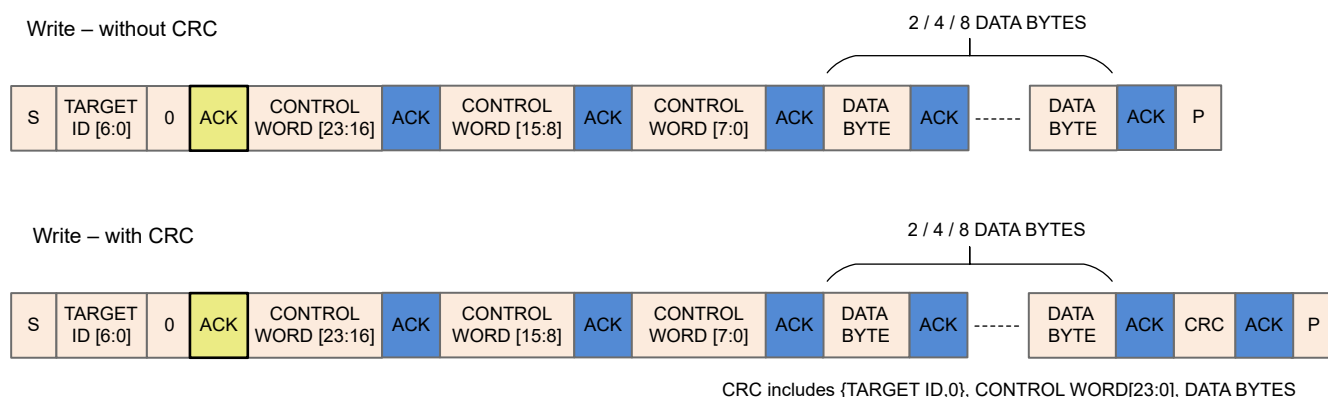 Write – without CRC
2 / 4 / 8 DATA BYTES
S TARGET ID [6:0] 0 ACK CONTROL WORD [23:16] ACK CONTROL WORD [15:8] ACK CONTROL WORD [7:0] ACK DATA BYTE ACK ------ DATA BYTE ACK P
Write – with CRC
2 / 4 / 8 DATA BYTES
S TARGET ID [6:0] 0 ACK CONTROL WORD [23:16] ACK CONTROL WORD [15:8] ACK CONTROL WORD [7:0] ACK DATA BYTE ACK ------ DATA BYTE ACK CRC ACK P
CRC includes {TARGET ID,0}, CONTROL WORD[23:0], DATA BYTES